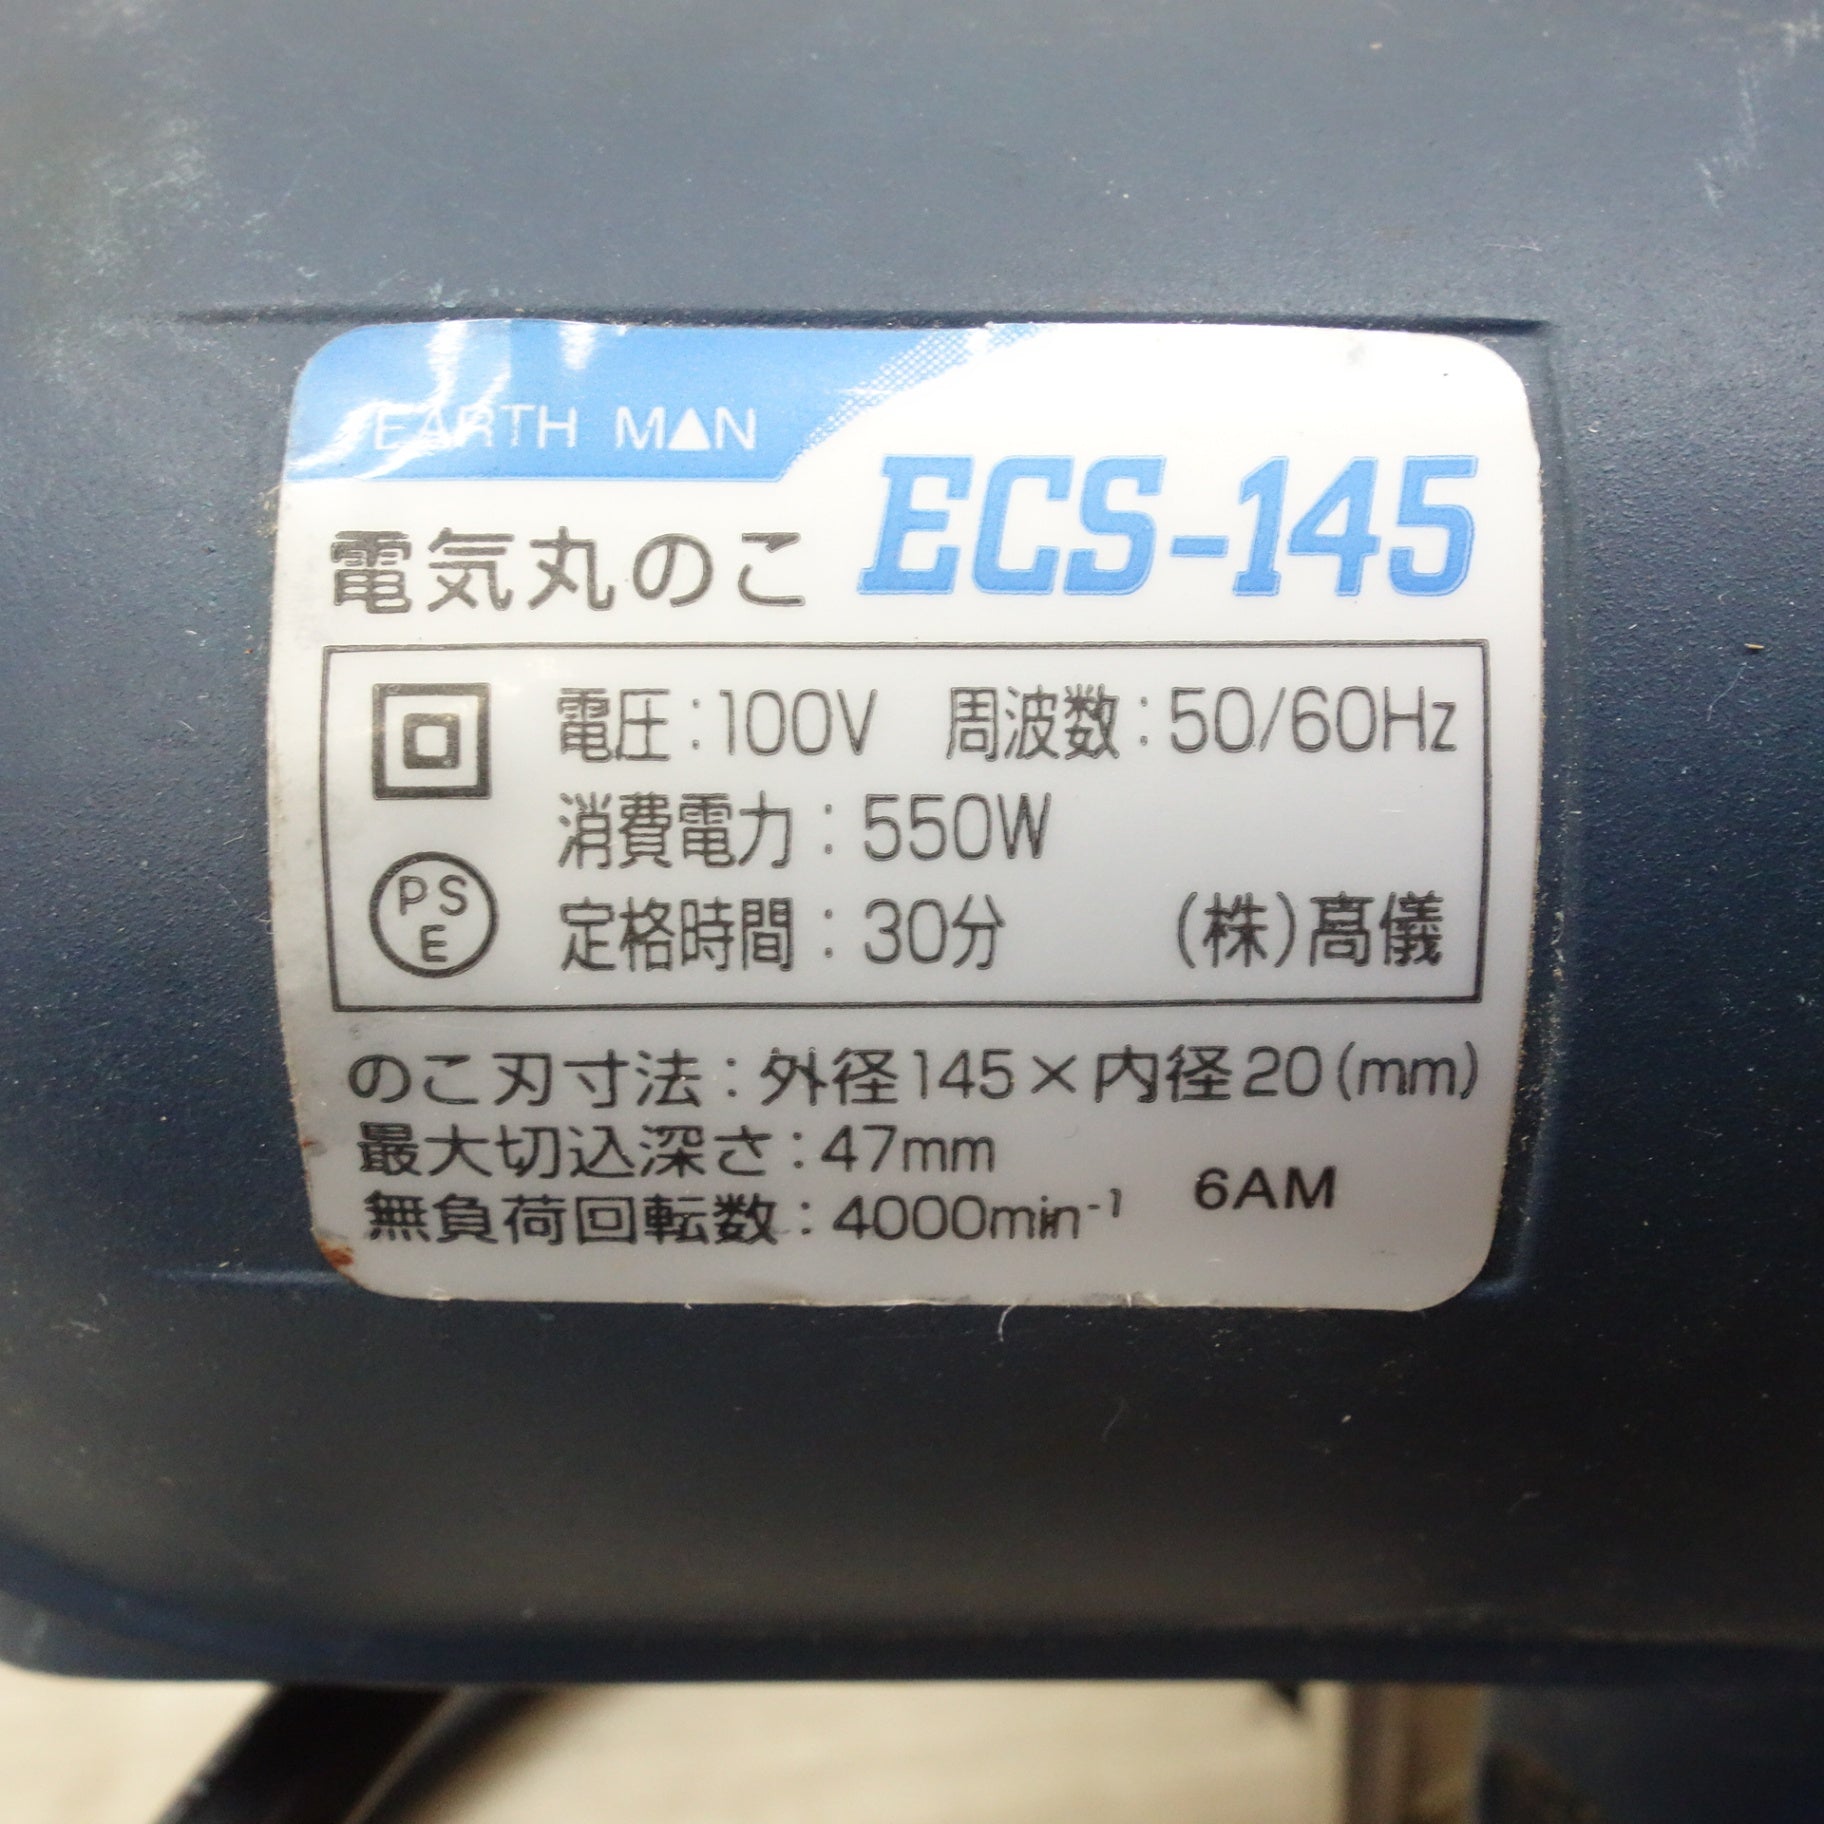 EARTH MAN
ECS-145
電気丸のこ
電圧:100V 周波数:50/60Hz
消費電力:550W
PSE
定格時間:30分 (株)髙儀
のこ刃寸法:外径145×内径20(mm)
最大切込深さ:47mm
6AM
無負荷回転数:4000min⁻¹